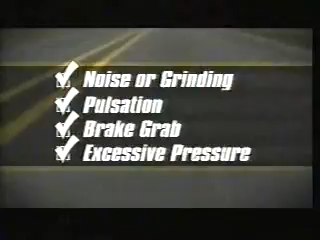 Noise or Grinding
Pulsation
Brake Grab
Excessive Pressure